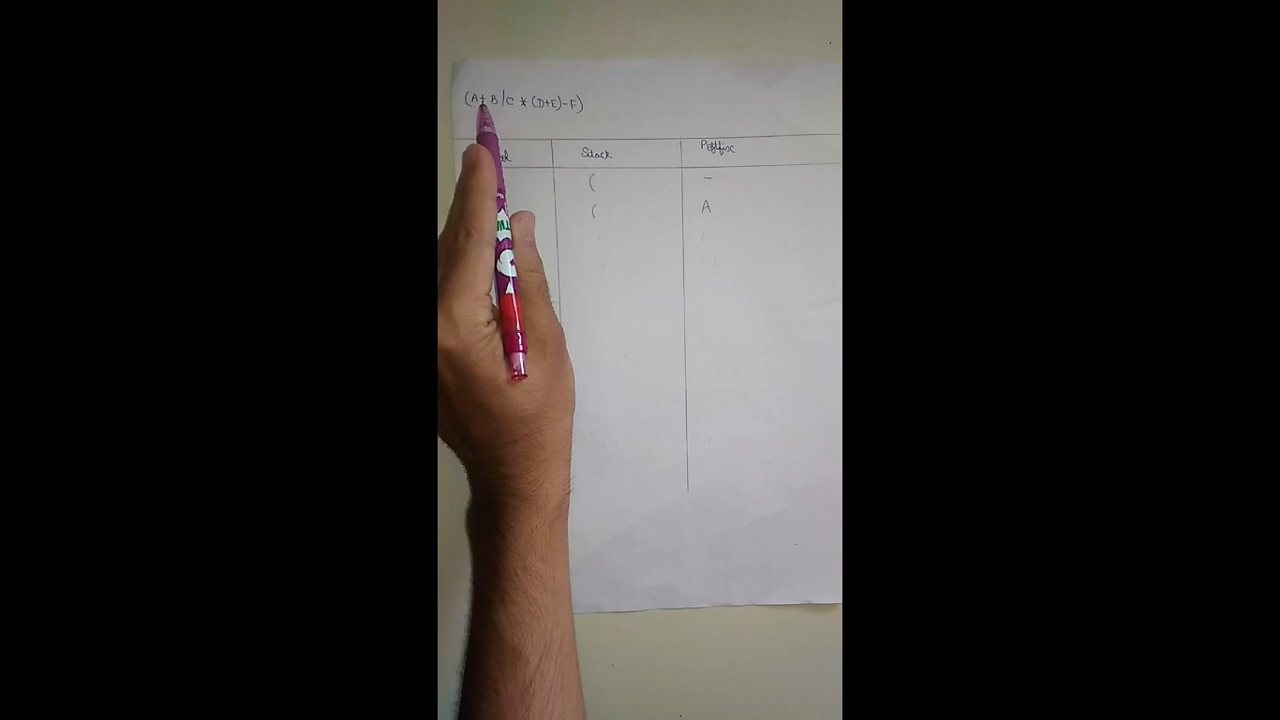 (A+B/C*(D+E)-F)
Stack Postfix
( -
( A